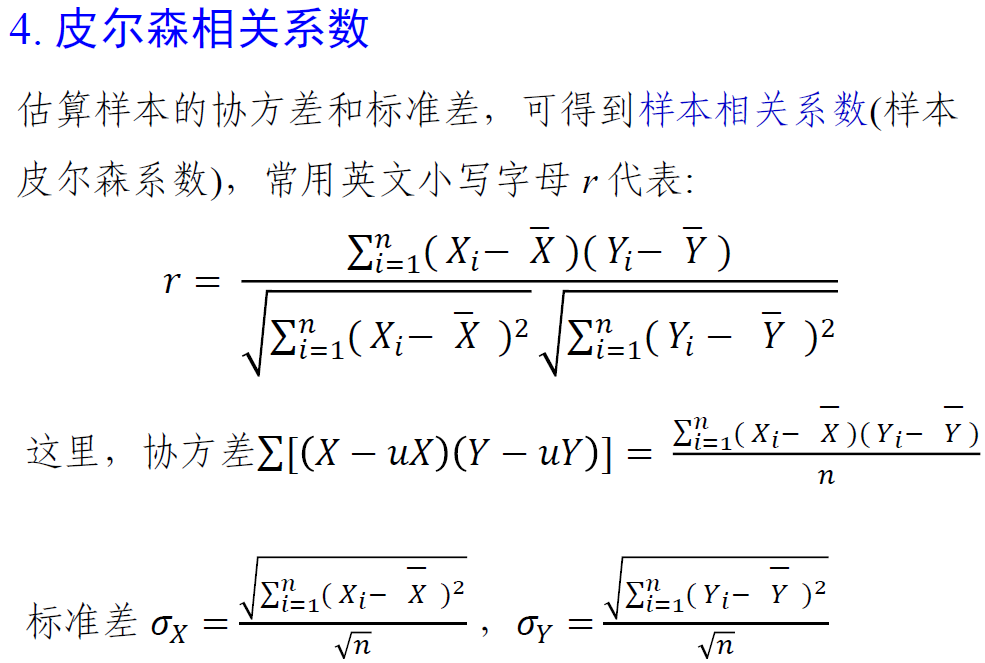 4. 皮尔森相关系数
估算样本的协方差和标准差，可得到样本相关系数(样本
皮尔森系数)，常用英文小写字母 r 代表:
r = \frac{\sum_{i=1}^{n}(X_i - \overline{X})(Y_i - \overline{Y})}{\sqrt{\sum_{i=1}^{n}(X_i - \overline{X})^2}\sqrt{\sum_{i=1}^{n}(Y_i - \overline{Y})^2}}
这里，协方差∑[(X − uX)(Y − uY)] = \frac{\sum_{i=1}^{n}(X_i - \overline{X})(Y_i - \overline{Y})}{n}
标准差 σ_X = \frac{\sqrt{\sum_{i=1}^{n}(X_i - \overline{X})^2}}{\sqrt{n}}，σ_Y = \frac{\sqrt{\sum_{i=1}^{n}(Y_i - \overline{Y})^2}}{\sqrt{n}}